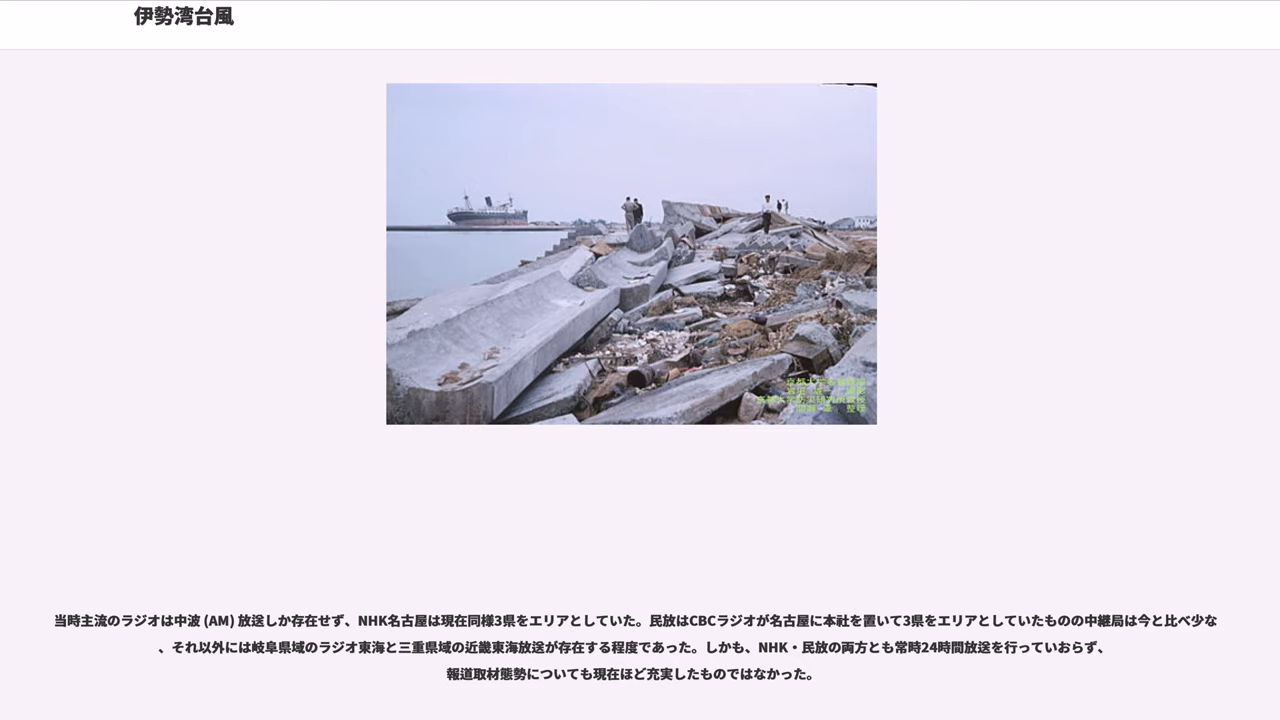 伊勢湾台風
当時主流のラジオは中波 (AM) 放送しか存在せず、NHK名古屋は現在同様3県をエリアとしていた。民放はCBCラジオが名古屋に本社を置いて3県をエリアとしていたものの中継局は今と比べ少な
、それ以外には岐阜県域のラジオ東海と三重県域の近畿東海放送が存在する程度であった。しかも、NHK・民放の両方とも常時24時間放送を行っていおらず、
報道取材態勢についても現在ほど充実したものではなかった。